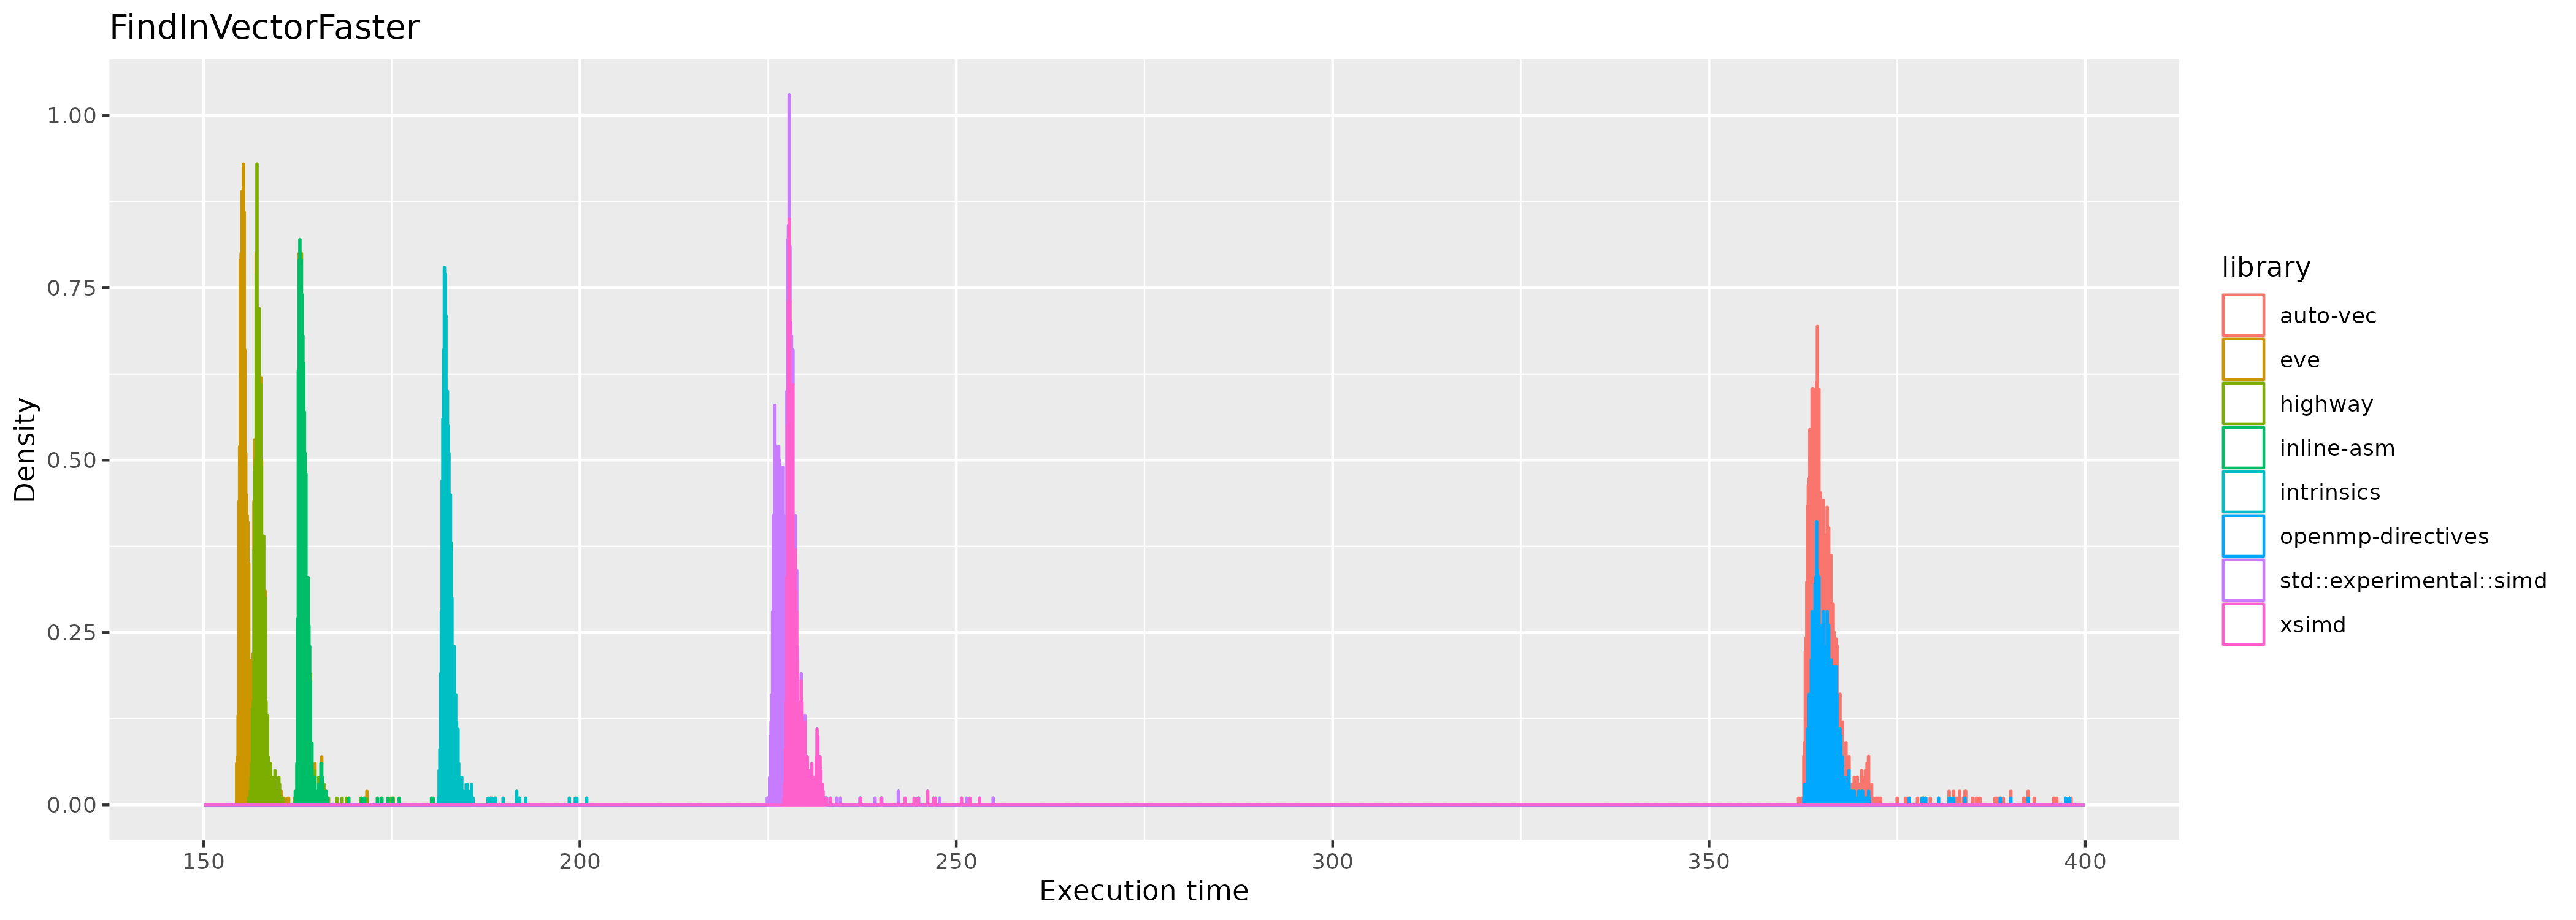 FindInVectorFaster
Density
1.00
0.75
0.50
0.25
0.00
150 200 250 300 350 400
Execution time
library
auto-vec
eve
highway
inline-asm
intrinsics
openmp-directives
std::experimental::simd
xsimd